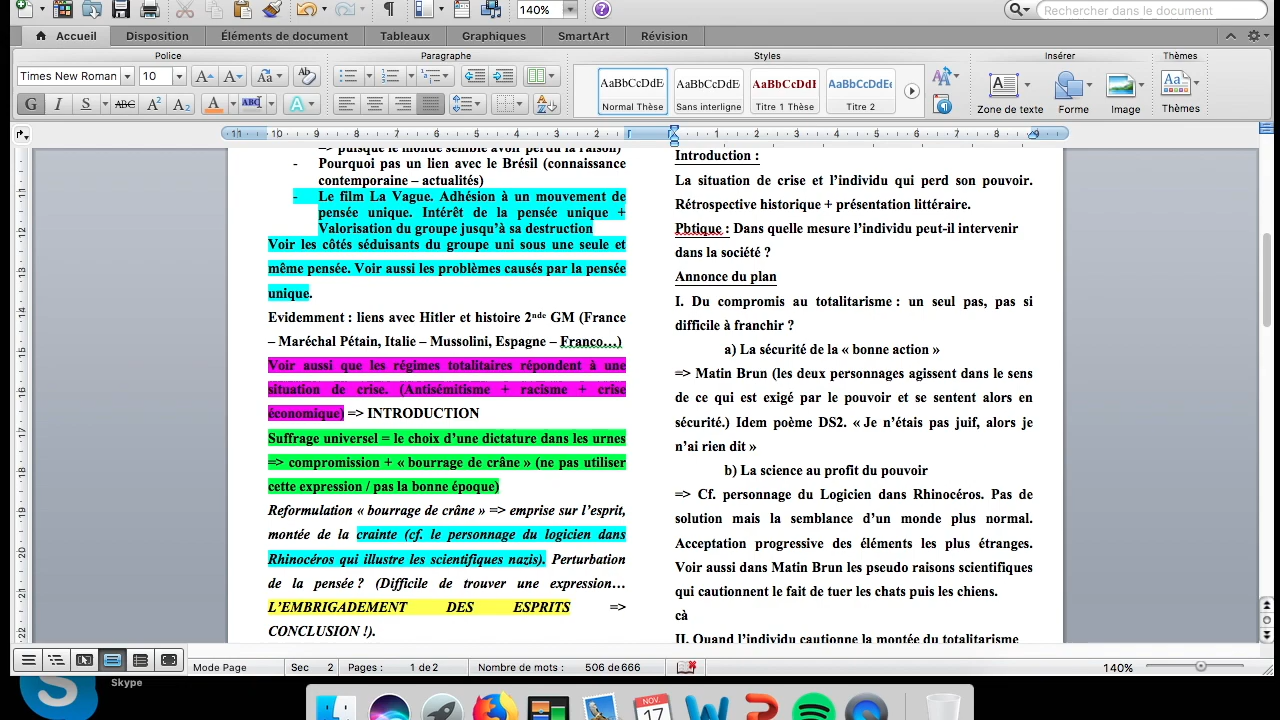 140%
Rechercher dans le document
Accueil
Disposition
Éléments de document
Tableaux
Graphiques
SmartArt
Révision
Police
Paragraphe
Styles
Insérer
Thèmes
Times New Roman
10
AaBbCcDdE
AaBbCcDdE
AaBbCcDdI
AaBbCcDdEe
Normal Thèse
Sans interligne
Titre 1 Thèse
Titre 2
Zone de texte
Forme
Image
Thèmes
=> puisque le monde semble avoir perdu la raison)
- Pourquoi pas un lien avec le Brésil (connaissance
contemporaine – actualités)
- Le film La Vague. Adhésion à un mouvement de
pensée unique. Intérêt de la pensée unique +
Valorisation du groupe jusqu’à sa destruction
Voir les côtés séduisants du groupe uni sous une seule et
même pensée. Voir aussi les problèmes causés par la pensée
unique.
Evidemment : liens avec Hitler et histoire 2nde GM (France
– Maréchal Pétain, Italie – Mussolini, Espagne – Franco…)
Voir aussi que les régimes totalitaires répondent à une
situation de crise. (Antisémitisme + racisme + crise
économique) => INTRODUCTION
Suffrage universel = le choix d’une dictature dans les urnes
=> compromission + « bourrage de crâne » (ne pas utiliser
cette expression / pas la bonne époque)
Reformulation « bourrage de crâne » => emprise sur l’esprit,
montée de la crainte (cf. le personnage du logicien dans
Rhinocéros qui illustre les scientifiques nazis). Perturbation
de la pensée ? (Difficile de trouver une expression…
L’EMBRIGADEMENT DES ESPRITS =>
CONCLUSION !).
Introduction :
La situation de crise et l’individu qui perd son pouvoir.
Rétrospective historique + présentation littéraire.
Pbtique : Dans quelle mesure l’individu peut-il intervenir
dans la société ?
Annonce du plan
I. Du compromis au totalitarisme : un seul pas, pas si
difficile à franchir ?
a) La sécurité de la « bonne action »
=> Matin Brun (les deux personnages agissent dans le sens
de ce qui est exigé par le pouvoir et se sentent alors en
sécurité.) Idem poème DS2. « Je n’étais pas juif, alors je
n’ai rien dit »
b) La science au profit du pouvoir
=> Cf. personnage du Logicien dans Rhinocéros. Pas de
solution mais la semblance d’un monde plus normal.
Acceptation progressive des éléments les plus étranges.
Voir aussi dans Matin Brun les pseudo raisons scientifiques
qui cautionnent le fait de tuer les chats puis les chiens.
cà
II. Quand l’individu cautionne la montée du totalitarisme
Mode Page
Sec 2
Pages : 1 de 2
Nombre de mots : 506 de 666
140%
Skype
NOV.
17